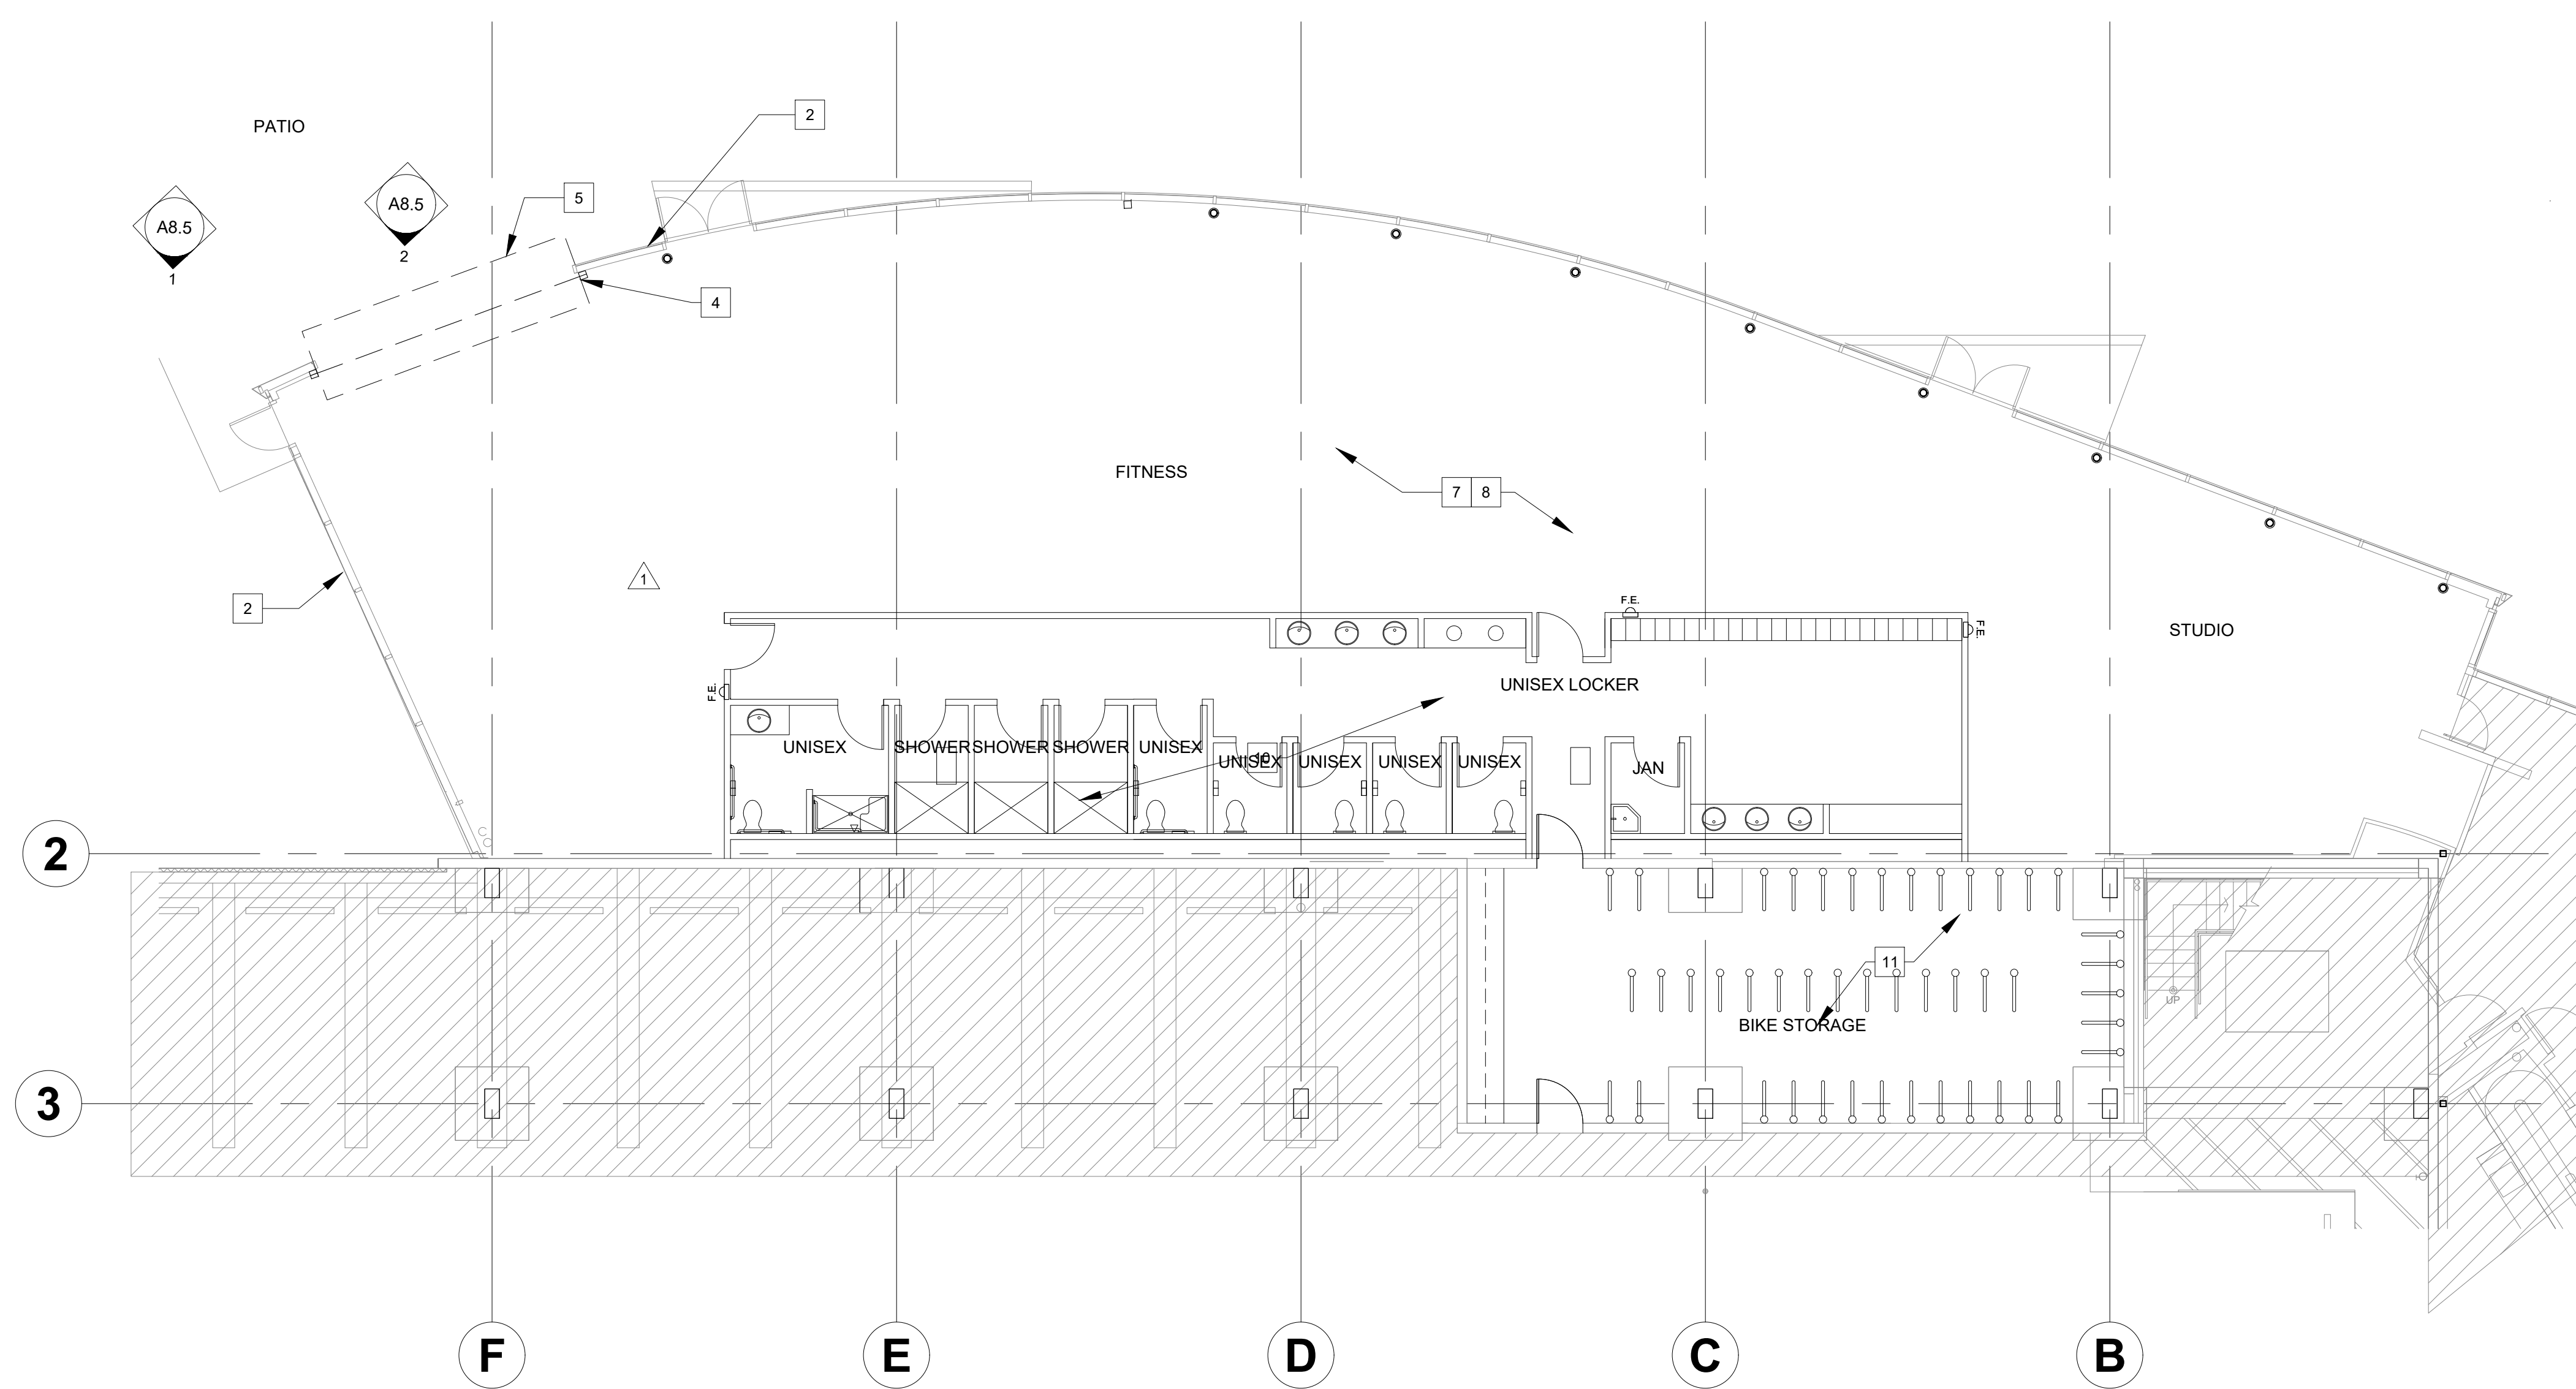 PATIO
2
5
A8.5
2
A8.5
1
4
FITNESS
7 8
1
2
F.E.
F.E.
STUDIO
UNISEX LOCKER
F.E.
UNISEX SHOWER SHOWER SHOWER UNISEX
UNISEX UNISEX UNISEX UNISEX
10
JAN
2
11
UP
BIKE STORAGE
3
F E D C B